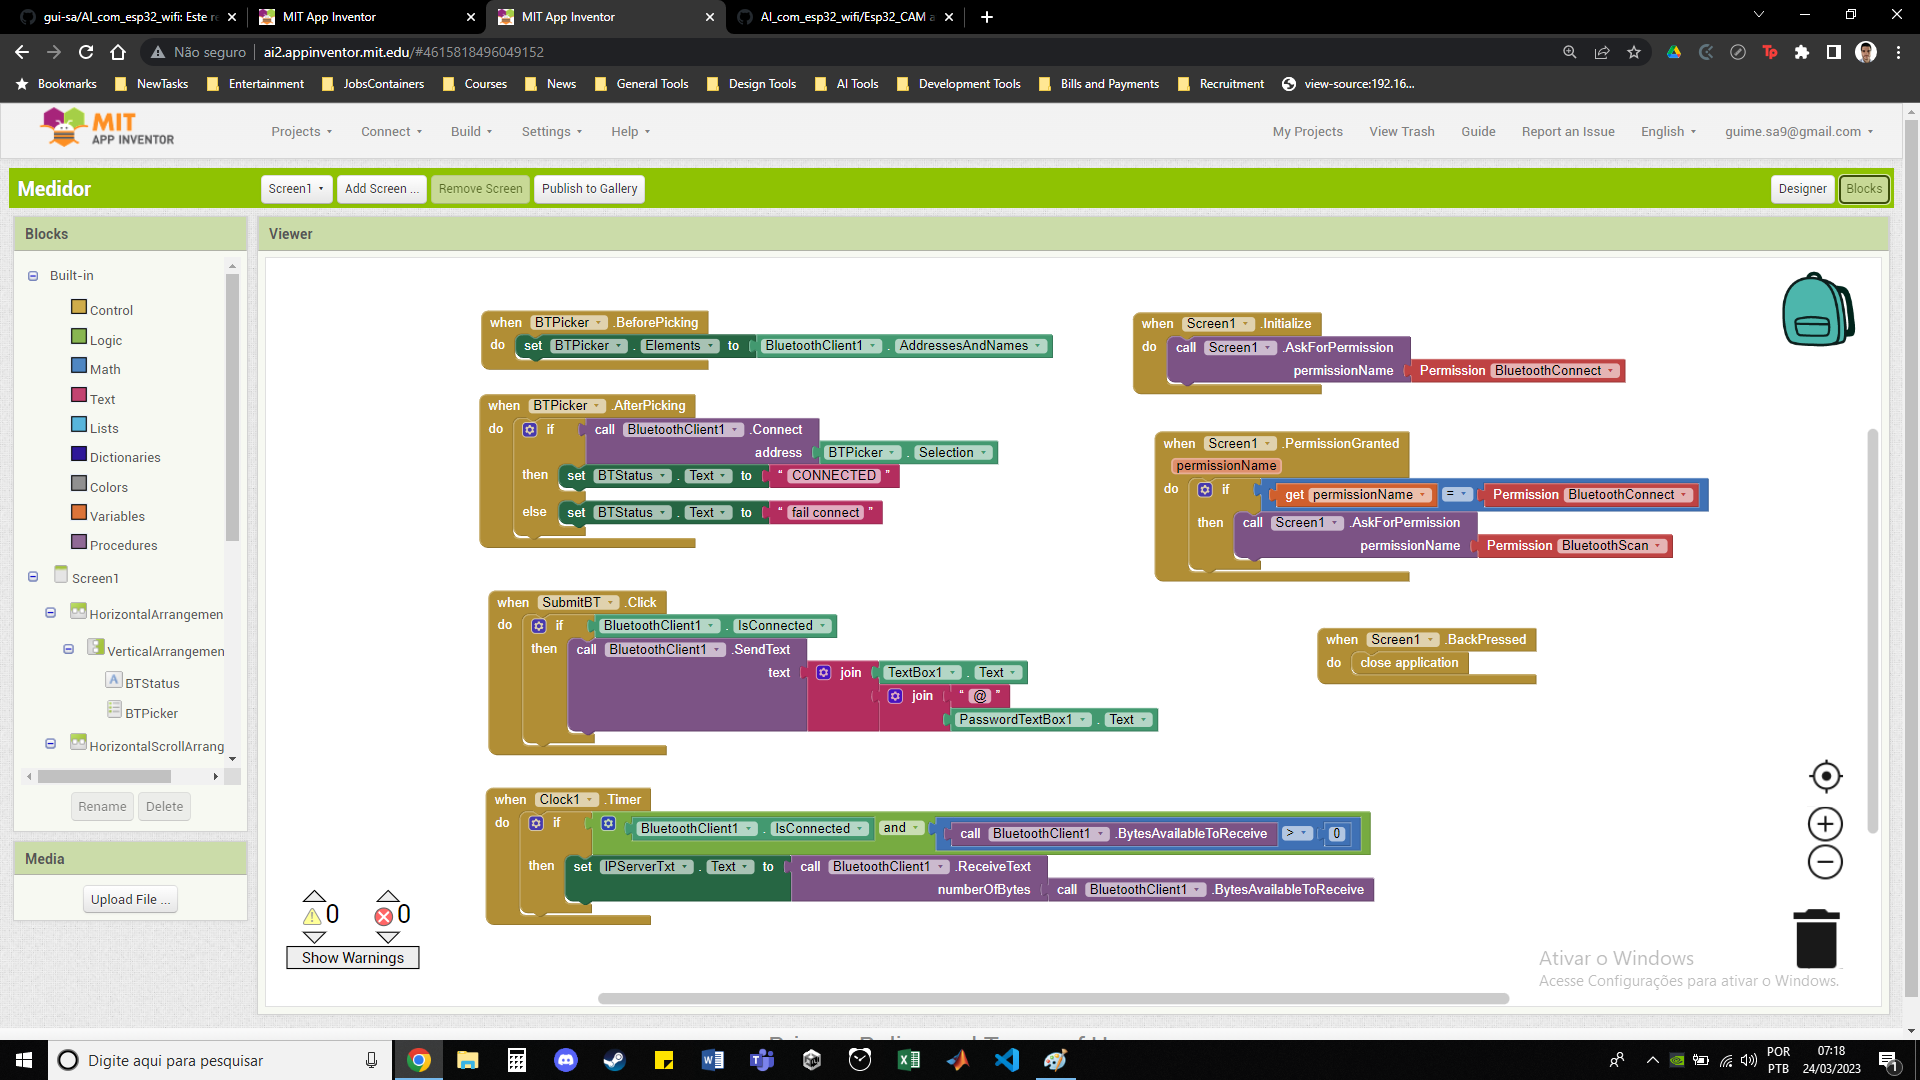 gui-sa/AI_com_esp32_wifi: Este re
MIT App Inventor
MIT App Inventor
AI_com_esp32_wifi/Esp32_CAM a
Não seguro
ai2.appinventor.mit.edu/#4615818496049152
Bookmarks
NewTasks
Entertainment
JobsContainers
Courses
News
General Tools
Design Tools
AI Tools
Development Tools
Bills and Payments
Recruitment
view-source:192.16...
MIT
APP INVENTOR
Projects
Connect
Build
Settings
Help
My Projects
View Trash
Guide
Report an Issue
English
guime.sa9@gmail.com
Medidor
Screen1
Add Screen ...
Remove Screen
Publish to Gallery
Designer
Blocks
Blocks
Built-in
Control
Logic
Math
Text
Lists
Dictionaries
Colors
Variables
Procedures
Screen1
HorizontalArrangemen
VerticalArrangemen
BTStatus
BTPicker
HorizontalScrollArrang
Rename
Delete
Media
Upload File ...
Viewer
when BTPicker .BeforePicking
do set BTPicker . Elements to BluetoothClient1 . AddressesAndNames
when BTPicker .AfterPicking
do if call BluetoothClient1 .Connect
address BTPicker . Selection
then set BTStatus . Text to “ CONNECTED ”
else set BTStatus . Text to “ fail connect ”
when SubmitBT .Click
do if BluetoothClient1 . IsConnected
then call BluetoothClient1 .SendText
text join TextBox1 . Text
join “ @ ”
PasswordTextBox1 . Text
when Clock1 .Timer
do if BluetoothClient1 . IsConnected and call BluetoothClient1 .BytesAvailableToReceive > 0
then set IPServerTxt . Text to call BluetoothClient1 .ReceiveText
numberOfBytes call BluetoothClient1 .BytesAvailableToReceive
when Screen1 .Initialize
do call Screen1 .AskForPermission
permissionName Permission BluetoothConnect
when Screen1 .PermissionGranted
permissionName
do if get permissionName = Permission BluetoothConnect
then call Screen1 .AskForPermission
permissionName Permission BluetoothScan
when Screen1 .BackPressed
do close application
0
0
Show Warnings
Ativar o Windows
Acesse Configurações para ativar o Windows.
Digite aqui para pesquisar
POR
PTB
07:18
24/03/2023
1